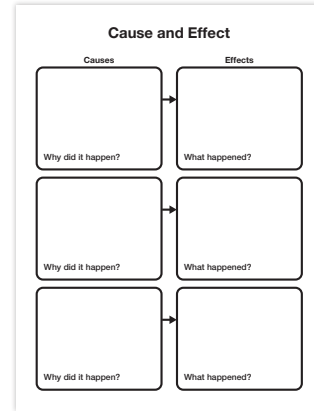 Cause and Effect
Causes Effects
Why did it happen? What happened?
Why did it happen? What happened?
Why did it happen? What happened?